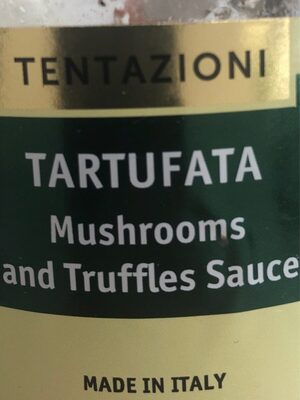 TENTAZIONI
TARTUFATA
Mushrooms
and Truffles Sauce
MADE IN ITALY